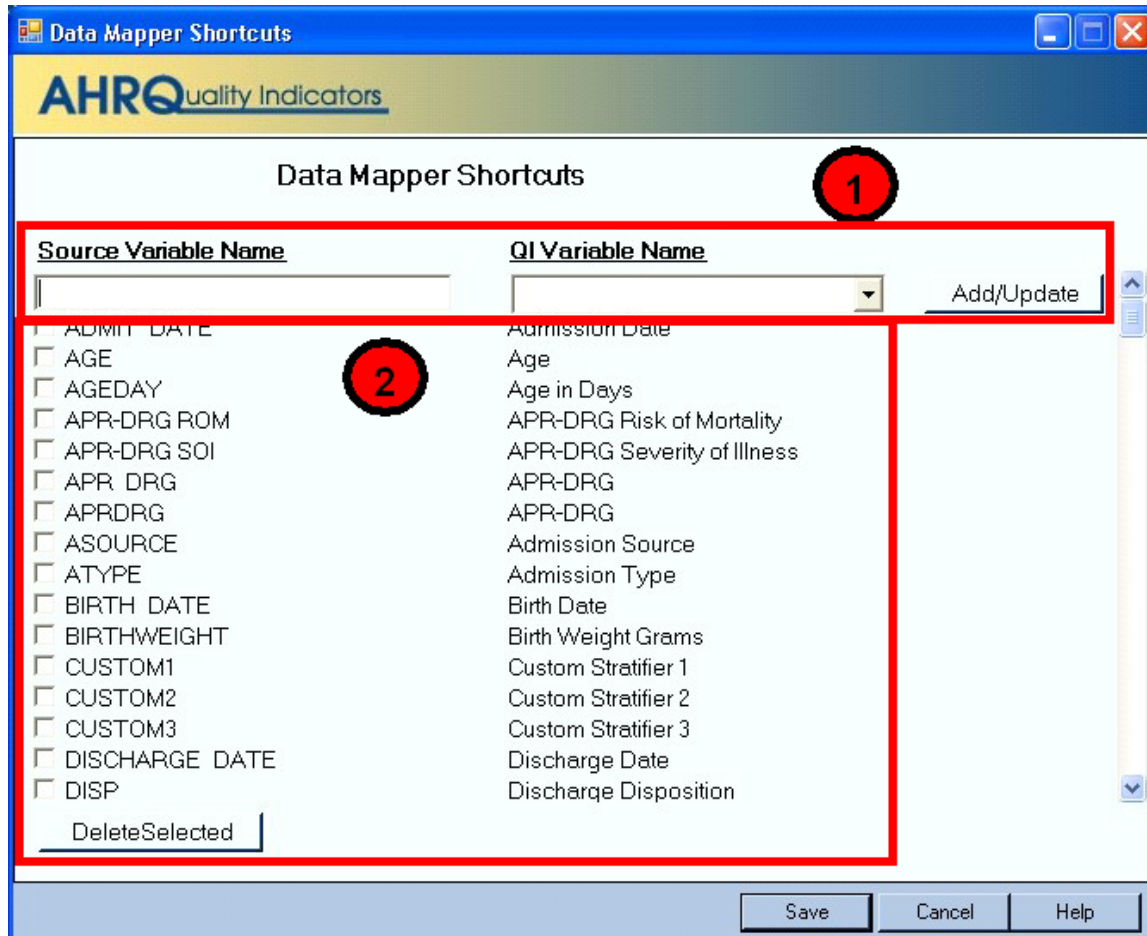 Data Mapper Shortcuts
AHRQuality Indicators
Data Mapper Shortcuts
1
Source Variable Name QI Variable Name
Add/Update
ADMIT DATE Admission Date
2
AGE Age
AGEDAY Age in Days
APR-DRG ROM APR-DRG Risk of Mortality
APR-DRG SOI APR-DRG Severity of Illness
APR DRG APR-DRG
APRDRG APR-DRG
ASOURCE Admission Source
ATYPE Admission Type
BIRTH DATE Birth Date
BIRTHWEIGHT Birth Weight Grams
CUSTOM1 Custom Stratifier 1
CUSTOM2 Custom Stratifier 2
CUSTOM3 Custom Stratifier 3
DISCHARGE DATE Discharge Date
DISP Discharge Disposition
DeleteSelected
Save Cancel Help